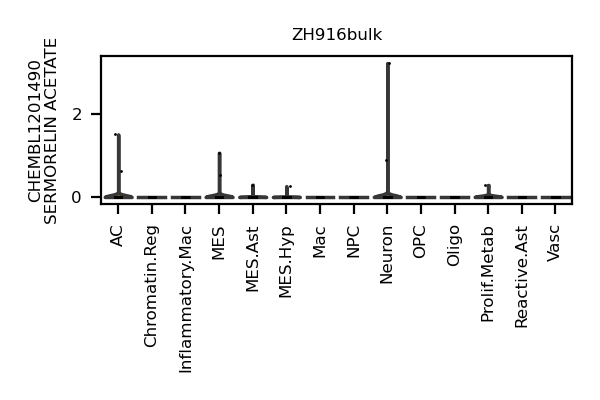 ZH916bulk
CHEMBL1201490
SERMORELIN ACETATE
2
0
AC
Chromatin.Reg
Inflammatory.Mac
MES
MES.Ast
MES.Hyp
Mac
NPC
Neuron
OPC
Oligo
Prolif.Metab
Reactive.Ast
Vasc